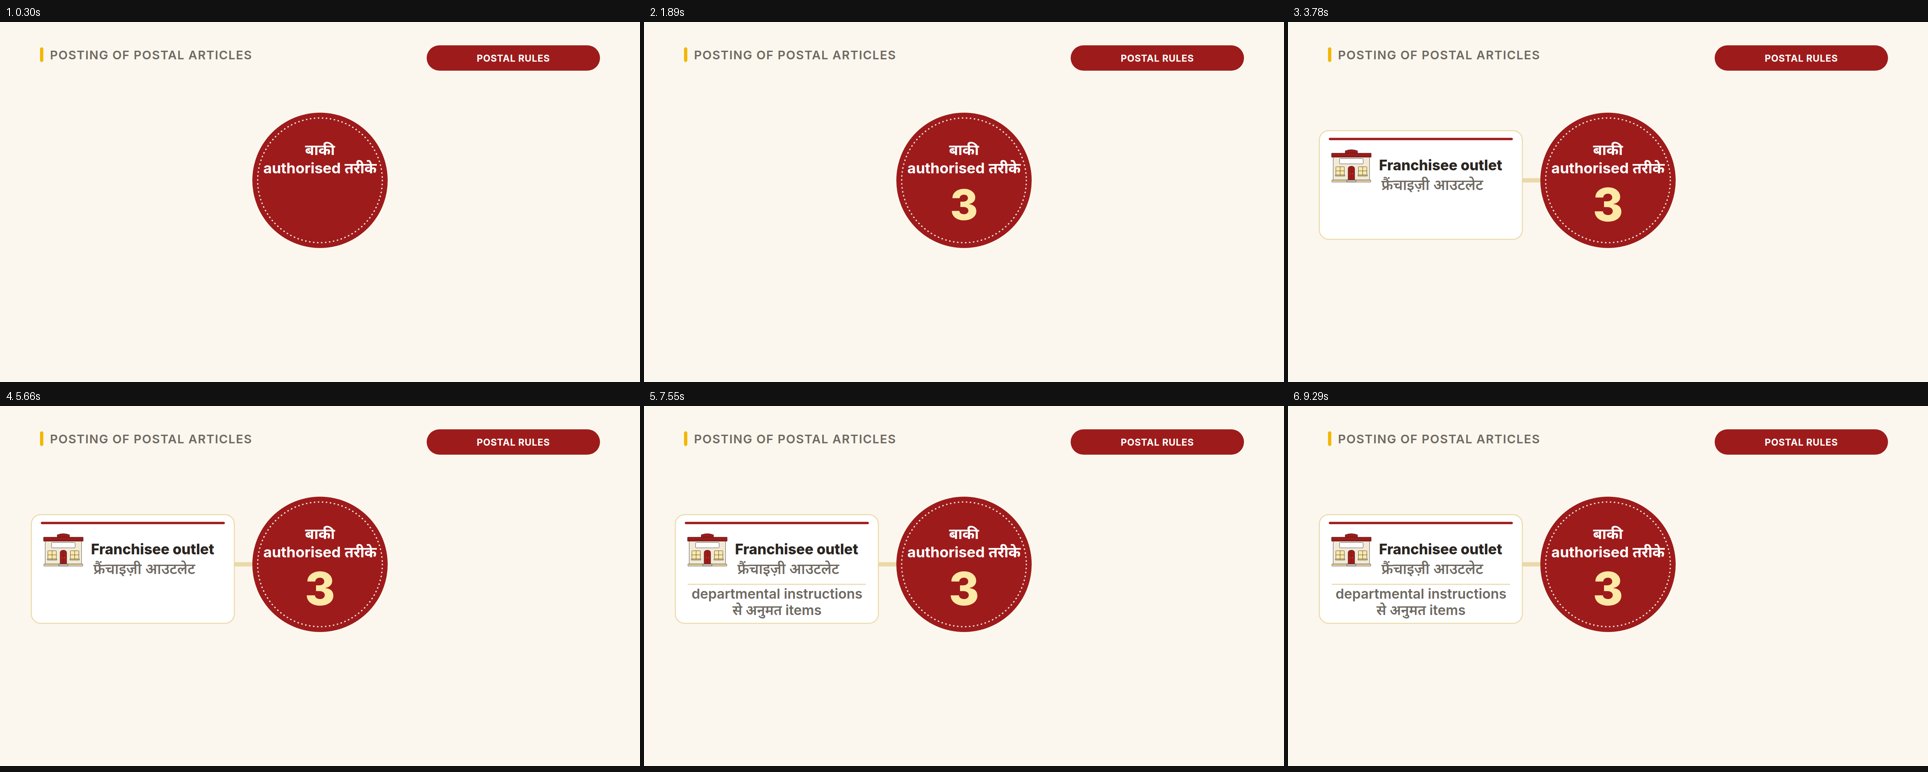 1. 0.30s
POSTING OF POSTAL ARTICLES
POSTAL RULES
बाकी
authorised तरीके
2. 1.89s
POSTING OF POSTAL ARTICLES
POSTAL RULES
बाकी
authorised तरीके
3
3. 3.78s
POSTING OF POSTAL ARTICLES
POSTAL RULES
Franchisee outlet
फ्रैंचाइज़ी आउटलेट
बाकी
authorised तरीके
3
4. 5.66s
POSTING OF POSTAL ARTICLES
POSTAL RULES
Franchisee outlet
फ्रैंचाइज़ी आउटलेट
बाकी
authorised तरीके
3
5. 7.55s
POSTING OF POSTAL ARTICLES
POSTAL RULES
Franchisee outlet
फ्रैंचाइज़ी आउटलेट
departmental instructions
से अनुमत items
बाकी
authorised तरीके
3
6. 9.29s
POSTING OF POSTAL ARTICLES
POSTAL RULES
Franchisee outlet
फ्रैंचाइज़ी आउटलेट
departmental instructions
से अनुमत items
बाकी
authorised तरीके
3